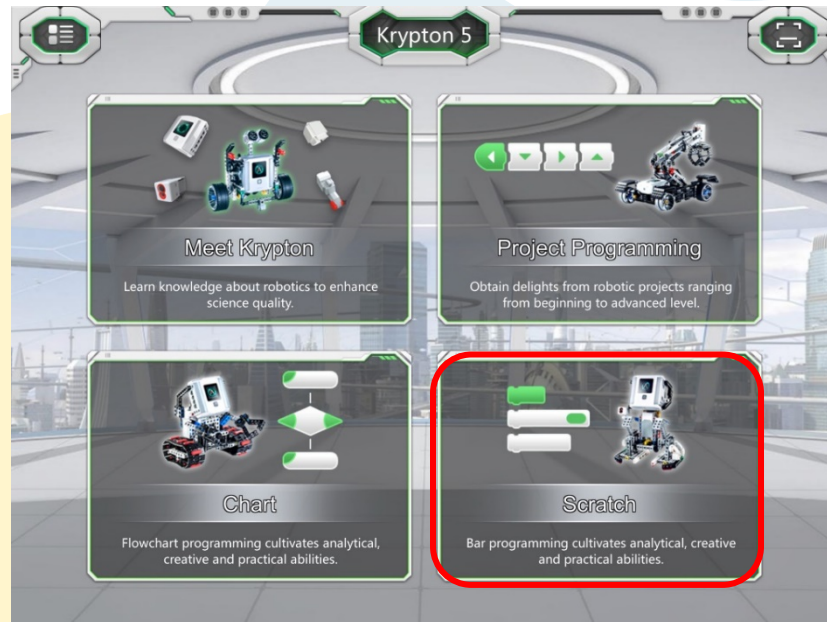 Krypton 5
Meet Krypton
Learn knowledge about robotics to enhance
science quality.
Project Programming
Obtain delights from robotic projects ranging
from beginning to advanced level.
Chart
Flowchart programming cultivates analytical,
creative and practical abilities.
Scratch
Bar programming cultivates analytical, creative
and practical abilities.